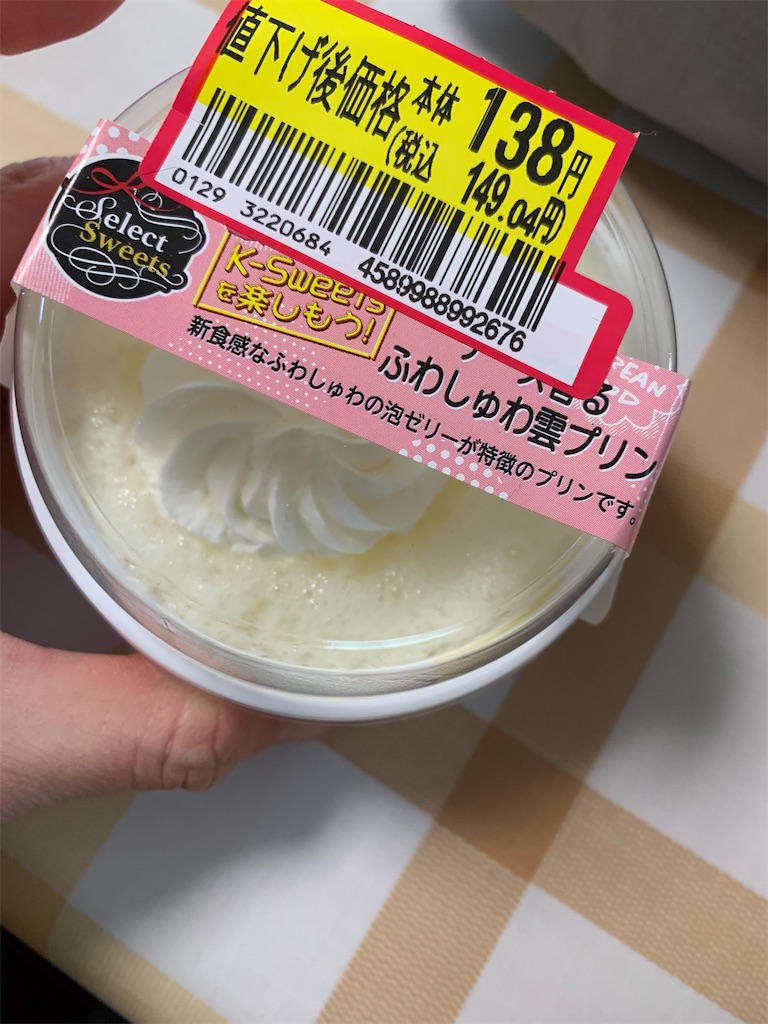 値下げ後価格 本体 138円
(税込 149.04円)
0129 3220684 4589988992676
Select
Sweets
K-Sweets
を楽しもう!
香る
ふわしゅわ雲プリン
新食感なふわしゅわの泡ゼリーが特徴のプリンです。